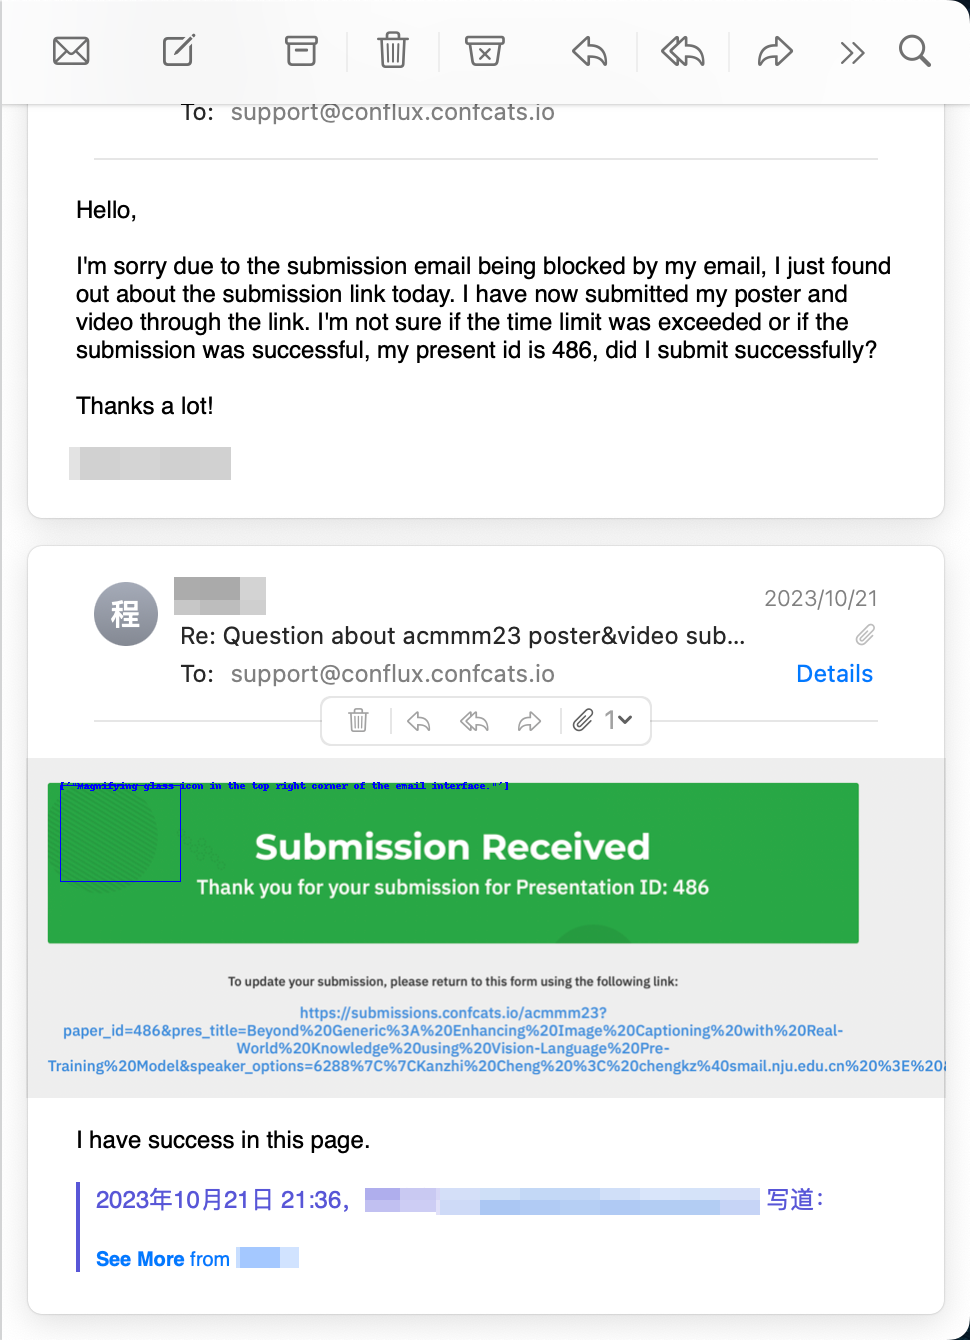 To: support@conflux.confcats.io
Hello,
I'm sorry due to the submission email being blocked by my email, I just found
out about the submission link today. I have now submitted my poster and
video through the link. I'm not sure if the time limit was exceeded or if the
submission was successful, my present id is 486, did I submit successfully?
Thanks a lot!
程
2023/10/21
Re: Question about acmmm23 poster&video sub...
To: support@conflux.confcats.io
Details
1
['"Magnifying glass icon in the top right corner of the email interface."']
Submission Received
Thank you for your submission for Presentation ID: 486
To update your submission, please return to this form using the following link:
https://submissions.confcats.io/acmmm23?
paper_id=486&pres_title=Beyond%20Generic%3A%20Enhancing%20Image%20Captioning%20with%20Real-
World%20Knowledge%20using%20Vision-Language%20Pre-
Training%20Model&speaker_options=6288%7C%7CKanzhi%20Cheng%20%3C%20chengkz%40smail.nju.edu.cn%20%3E%20
I have success in this page.
2023年10月21日 21:36, 写道:
See More from